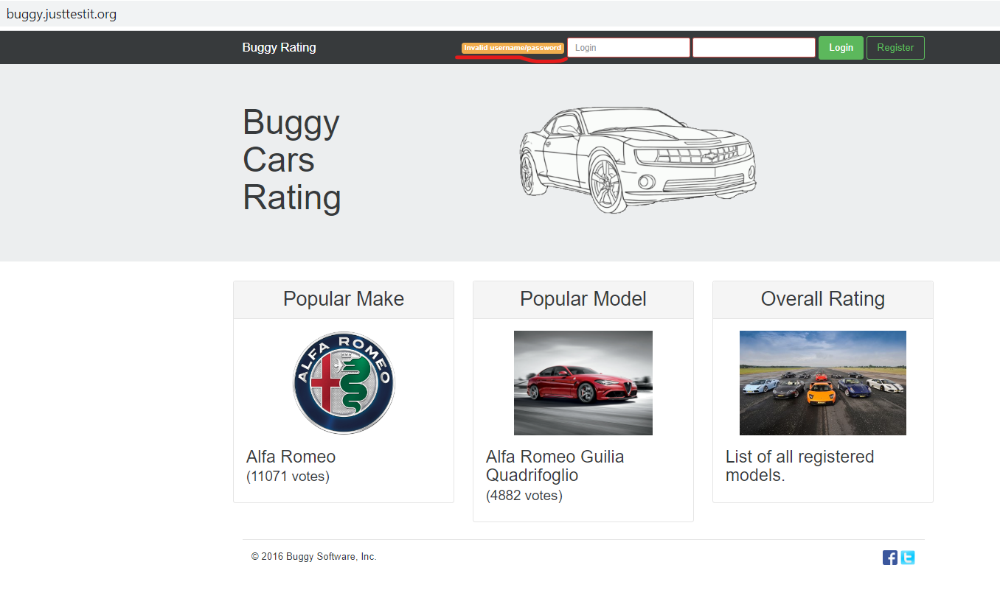 buggy.justtestit.org
Buggy Rating Invalid username/password Login Login Register
Buggy
Cars
Rating
Popular Make
Popular Model
Overall Rating
ALFA ROMEO
Alfa Romeo
(11071 votes)
Alfa Romeo Guilia
Quadrifoglio
(4882 votes)
List of all registered
models.
© 2016 Buggy Software, Inc.